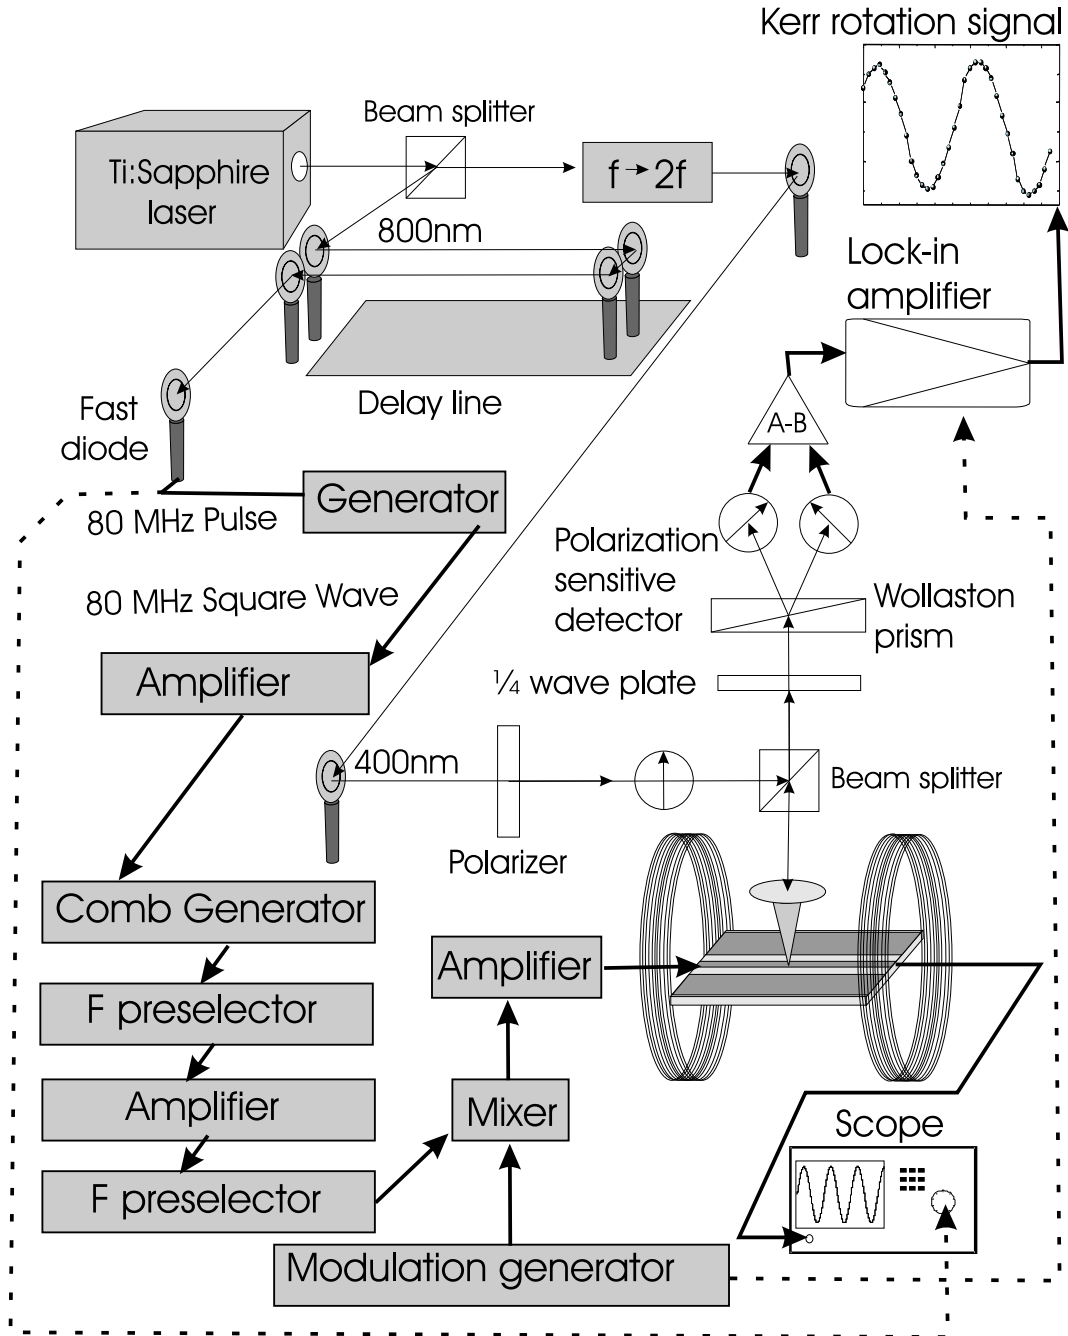 Kerr rotation signal
Beam splitter
Ti:Sapphire
laser
f→2f
800nm
Lock-in
amplifier
Delay line
Fast
diode
A-B
Generator
80 MHz Pulse
Polarization
sensitive
detector
80 MHz Square Wave
Wollaston
prism
Amplifier
¼ wave plate
400nm
Beam splitter
Polarizer
Comb Generator
Amplifier
F preselector
Amplifier
Mixer
Scope
F preselector
Modulation generator